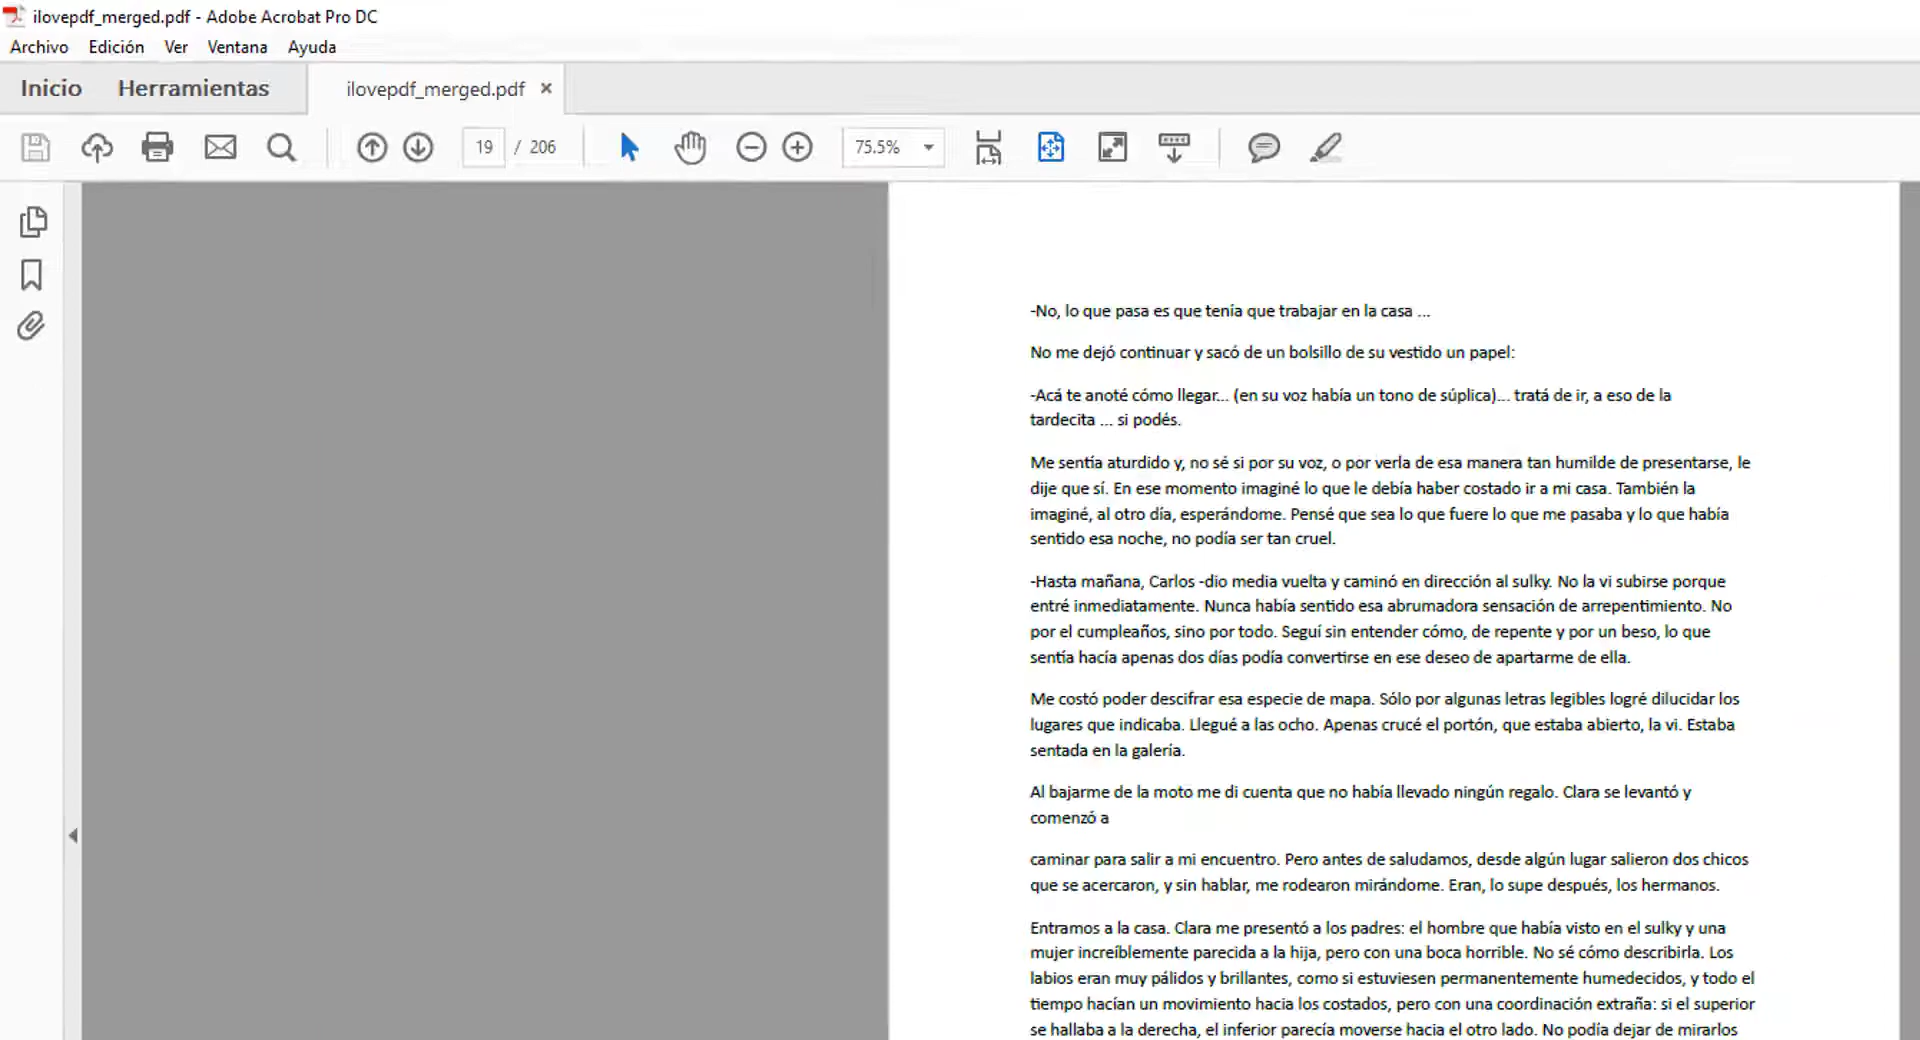 ilovepdf_merged.pdf - Adobe Acrobat Pro DC
Archivo Edición Ver Ventana Ayuda
Inicio Herramientas ilovepdf_merged.pdf ×
19 / 206 75.5%
-No, lo que pasa es que tenía que trabajar en la casa ...
No me dejó continuar y sacó de un bolsillo de su vestido un papel:
-Acá te anoté cómo llegar... (en su voz había un tono de súplica)... tratá de ir, a eso de la
tardecita ... si podés.
Me sentía aturdido y, no sé si por su voz, o por verla de esa manera tan humilde de presentarse, le
dije que sí. En ese momento imaginé lo que le debía haber costado ir a mi casa. También la
imaginé, al otro día, esperándome. Pensé que sea lo que fuere lo que me pasaba y lo que había
sentido esa noche, no podía ser tan cruel.
-Hasta mañana, Carlos -dio media vuelta y caminó en dirección al sulky. No la vi subirse porque
entré inmediatamente. Nunca había sentido esa abrumadora sensación de arrepentimiento. No
por el cumpleaños, sino por todo. Seguí sin entender cómo, de repente y por un beso, lo que
sentía hacía apenas dos días podía convertirse en ese deseo de apartarme de ella.
Me costó poder descifrar esa especie de mapa. Sólo por algunas letras legibles logré dilucidar los
lugares que indicaba. Llegué a las ocho. Apenas crucé el portón, que estaba abierto, la vi. Estaba
sentada en la galería.
Al bajarme de la moto me di cuenta que no había llevado ningún regalo. Clara se levantó y
comenzó a
caminar para salir a mi encuentro. Pero antes de saludamos, desde algún lugar salieron dos chicos
que se acercaron, y sin hablar, me rodearon mirándome. Eran, lo supe después, los hermanos.
Entramos a la casa. Clara me presentó a los padres: el hombre que había visto en el sulky y una
mujer increíblemente parecida a la hija, pero con una boca horrible. No sé cómo describirla. Los
labios eran muy pálidos y brillantes, como si estuviesen permanentemente humedecidos, y todo el
tiempo hacían un movimiento hacia los costados, pero con una coordinación extraña: si el superior
se hallaba a la derecha, el inferior parecía moverse hacia el otro lado. No podía dejar de mirarlos